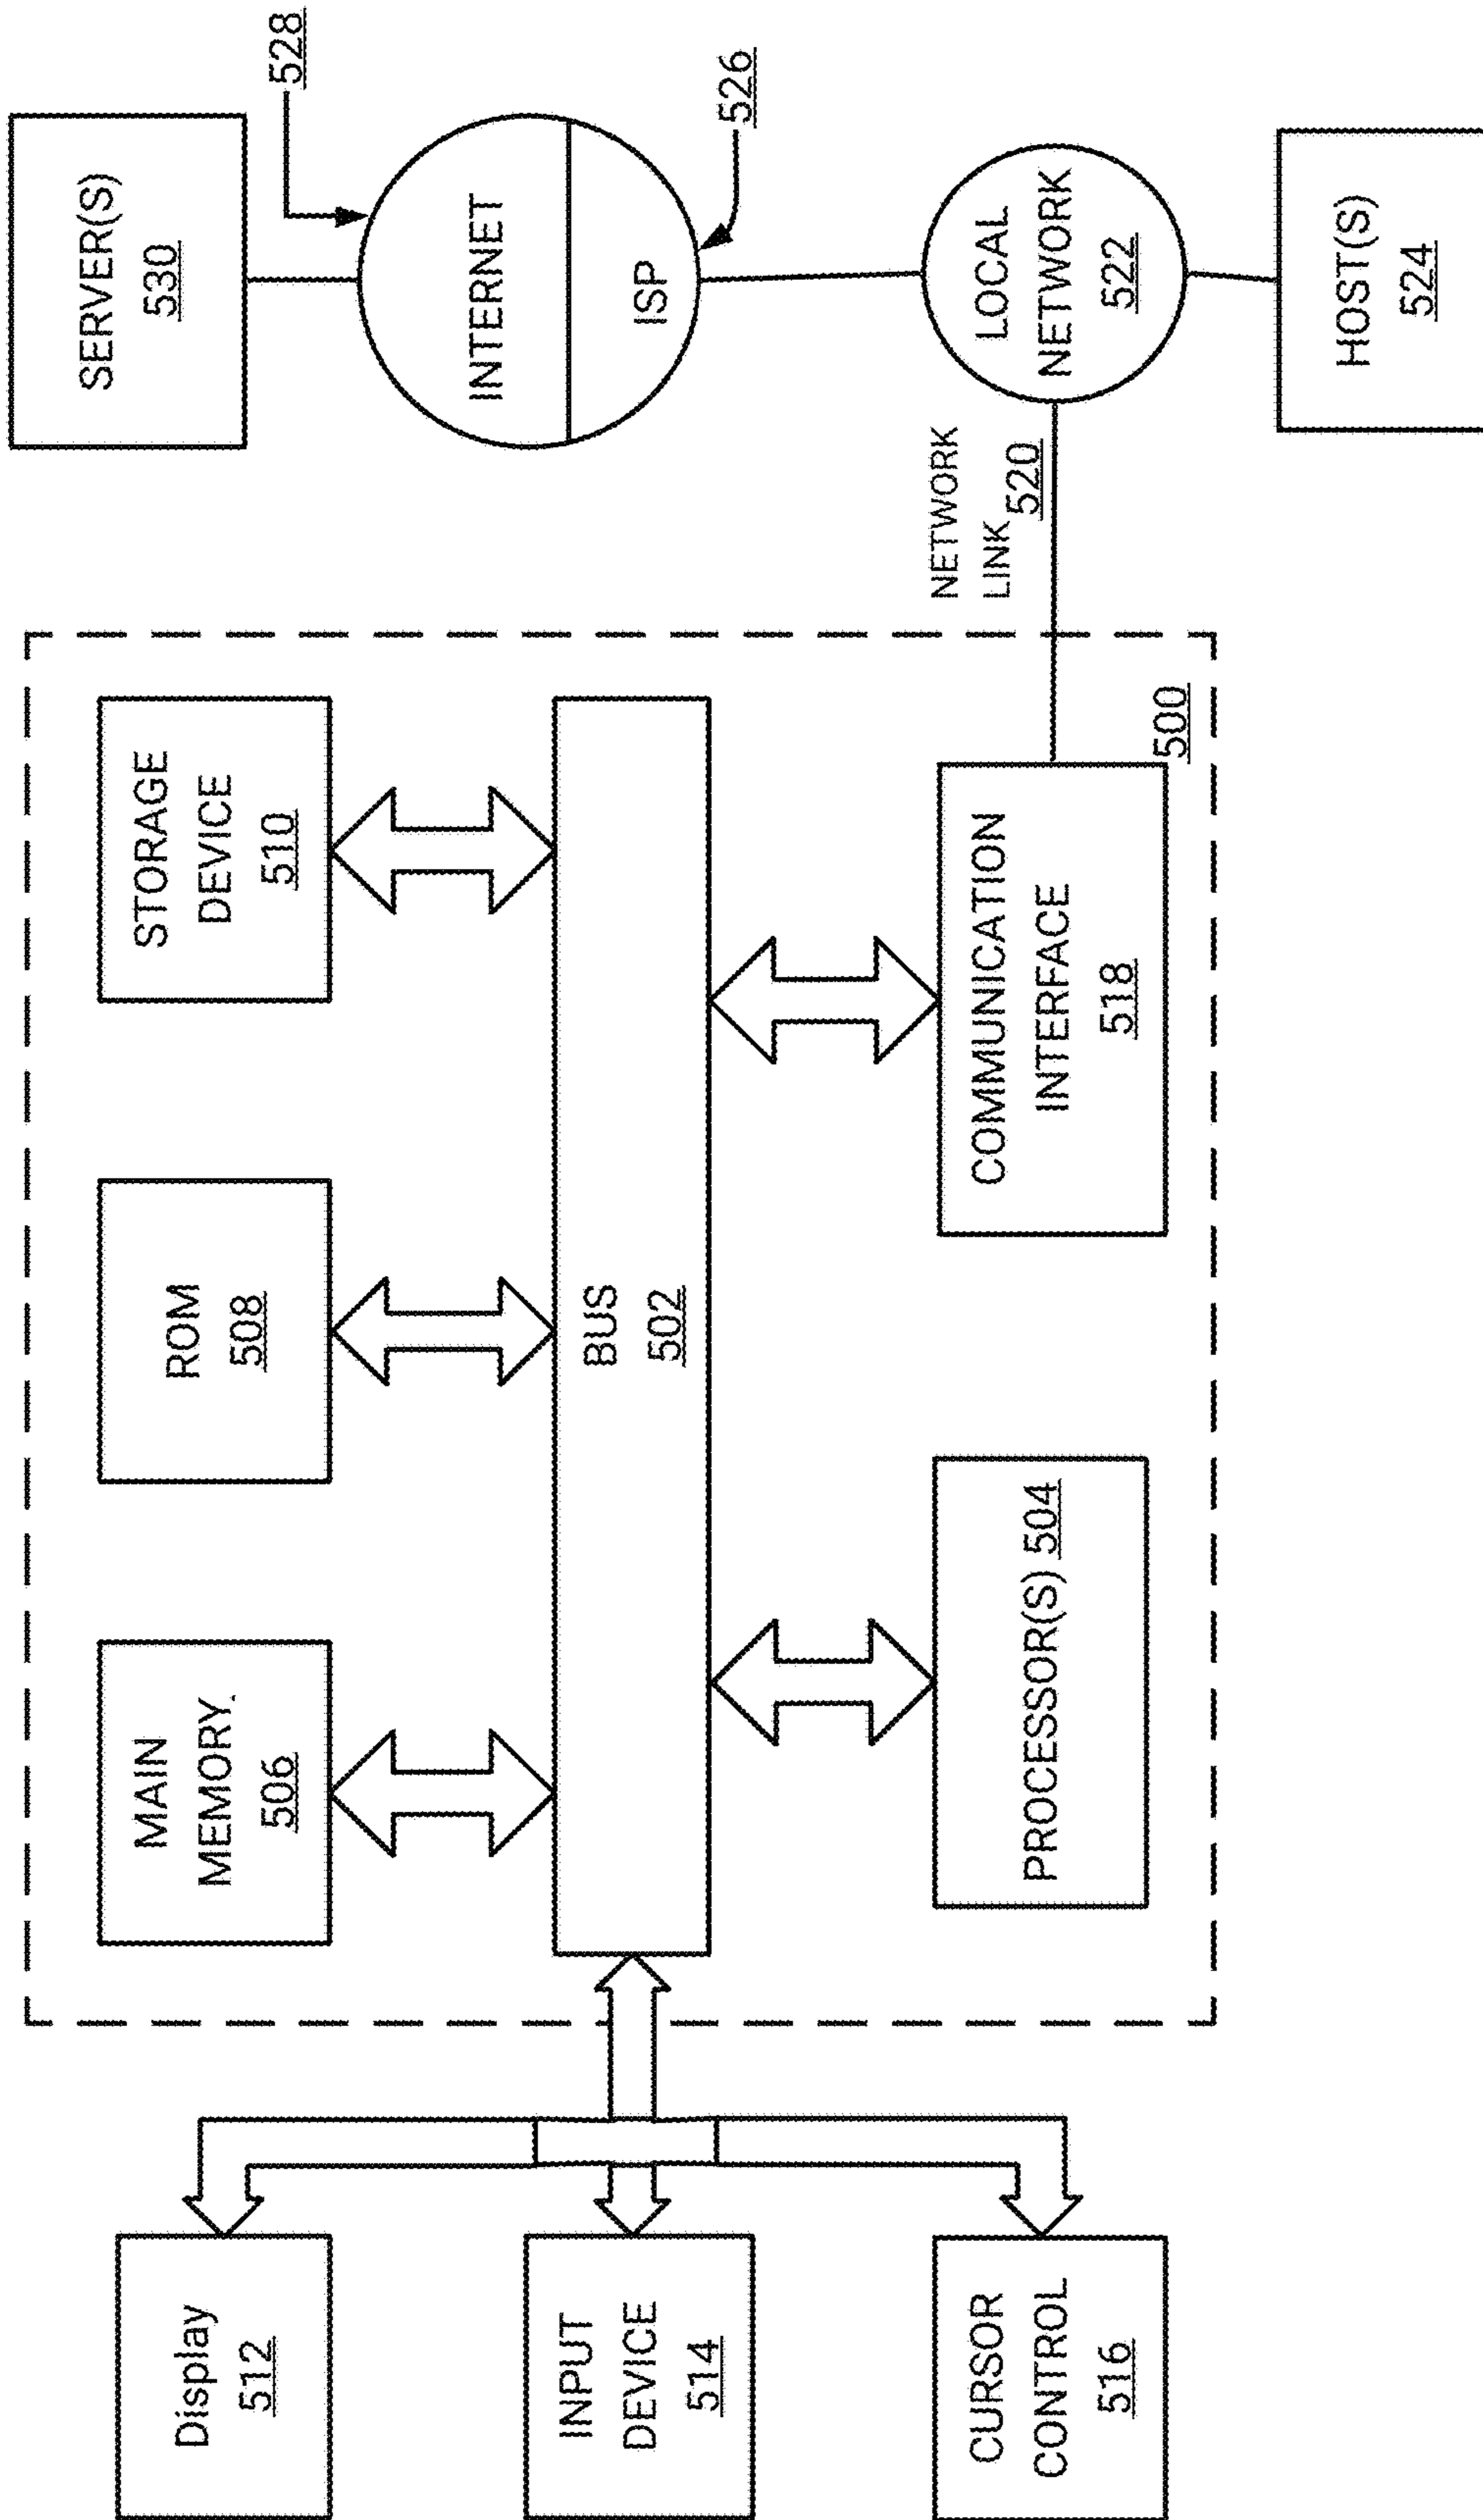 Display
512
INPUT
DEVICE
514
CURSOR
CONTROL
516
MAIN
MEMORY
506
ROM
508
STORAGE
DEVICE
510
BUS
502
PROCESSOR(S) 504
COMMUNICATION
INTERFACE
518
500
NETWORK
LINK
520
SERVER(S)
530
528
INTERNET
ISP
526
LOCAL
NETWORK
522
HOST(S)
524